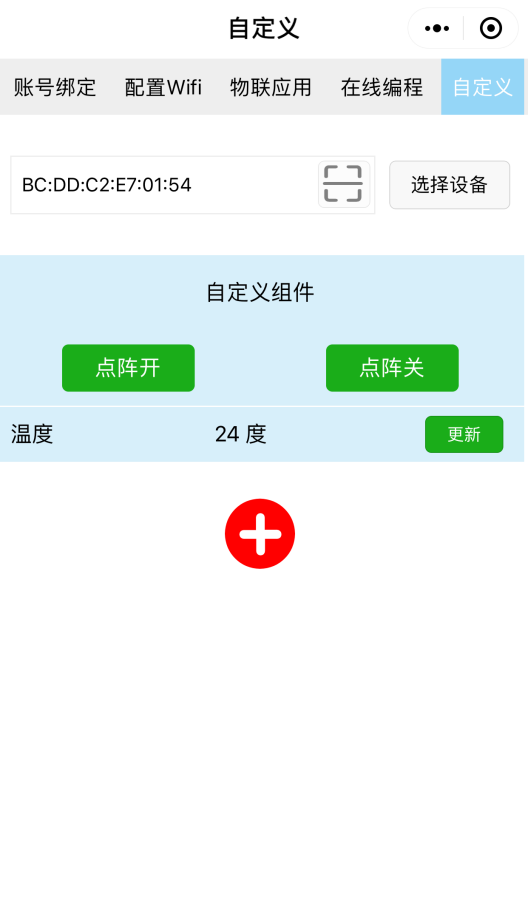 自定义
账号绑定 配置Wifi 物联应用 在线编程 自定义
BC:DD:C2:E7:01:54 选择设备
自定义组件
点阵开 点阵关
温度 24 度 更新